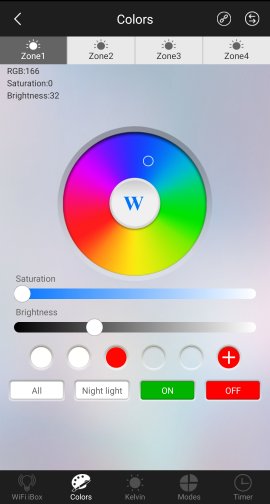 Colors
Zone1 Zone2 Zone3 Zone4
RGB:166
Saturation:0
Brightness:32
W
Saturation
Brightness
All Night light ON OFF
WiFi iBox Colors Kelvin Modes Timer